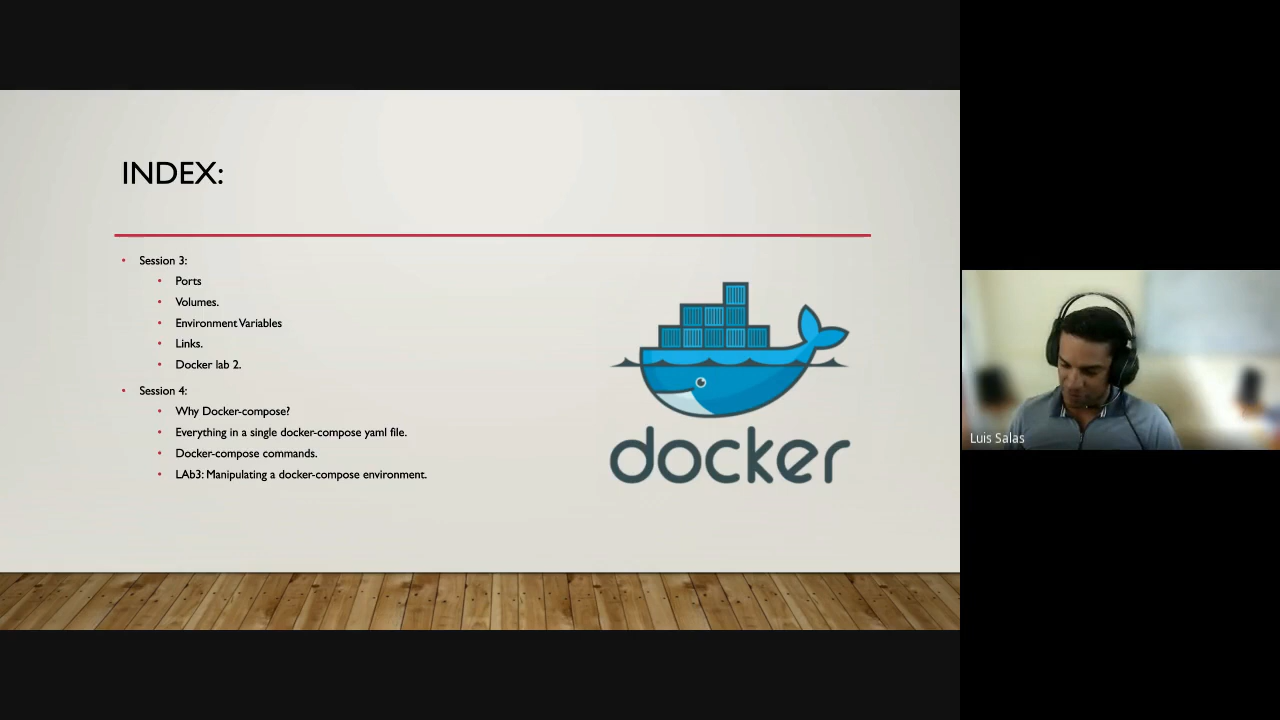 INDEX:
Session 3:
Ports
Volumes.
Environment Variables
Links.
Docker lab 2.
Session 4:
Why Docker-compose?
Everything in a single docker-compose yaml file.
Docker-compose commands.
LAb3: Manipulating a docker-compose environment.
docker
Luis Salas